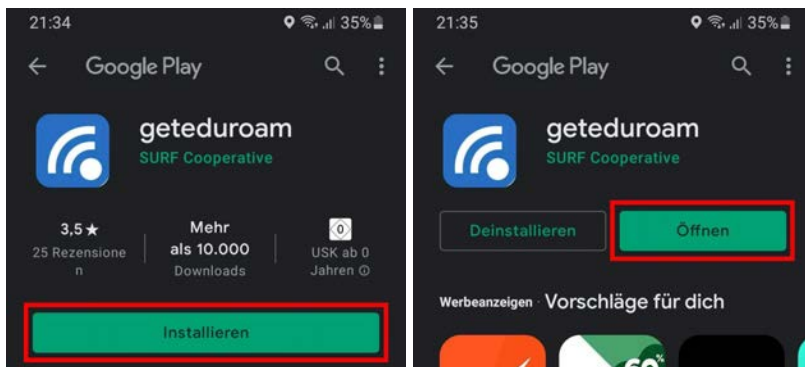 21:34
35%
Google Play
geteduroam
SURF Cooperative
3,5★
25 Rezensione
n
Mehr
als 10.000
Downloads
0
USK ab 0
Jahren
Installieren
21:35
35%
Google Play
geteduroam
SURF Cooperative
Deinstallieren
Öffnen
Werbeanzeigen · Vorschläge für dich
60%